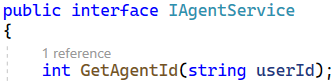 public interface IAgentService
{
1 reference
int GetAgentId(string userId);